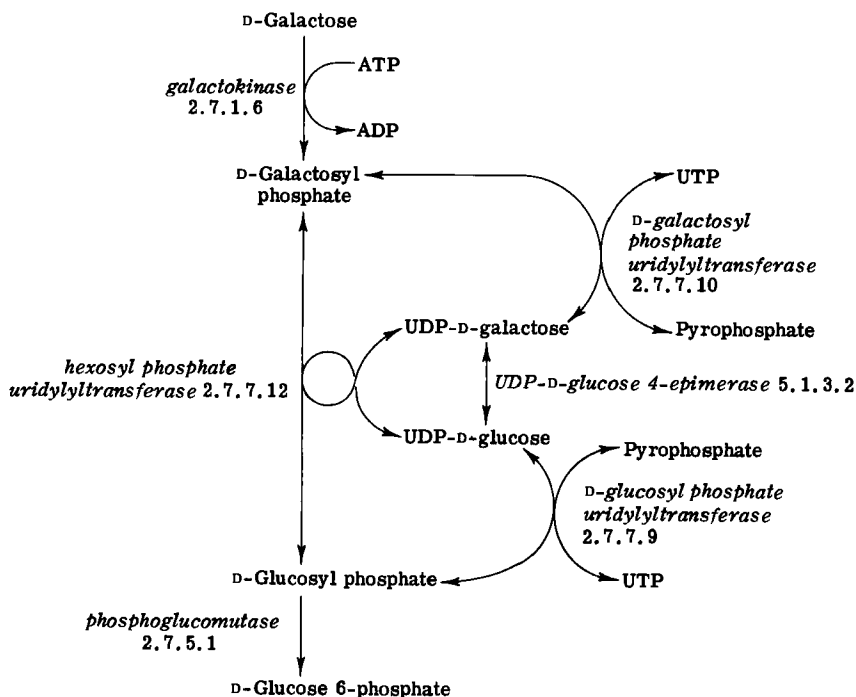 D-Galactose
galactokinase
2.7.1.6
ATP
ADP
D-Galactosyl
phosphate
UTP
D-galactosyl
phosphate
uridylyltransferase
2.7.7.10
Pyrophosphate
UDP-D-galactose
hexosyl phosphate
uridylyltransferase 2.7.7.12
UDP-D-glucose 4-epimerase 5.1.3.2
UDP-D-glucose
Pyrophosphate
D-glucosyl phosphate
uridylyltransferase
2.7.7.9
UTP
D-Glucosyl phosphate
phosphoglucomutase
2.7.5.1
D-Glucose 6-phosphate